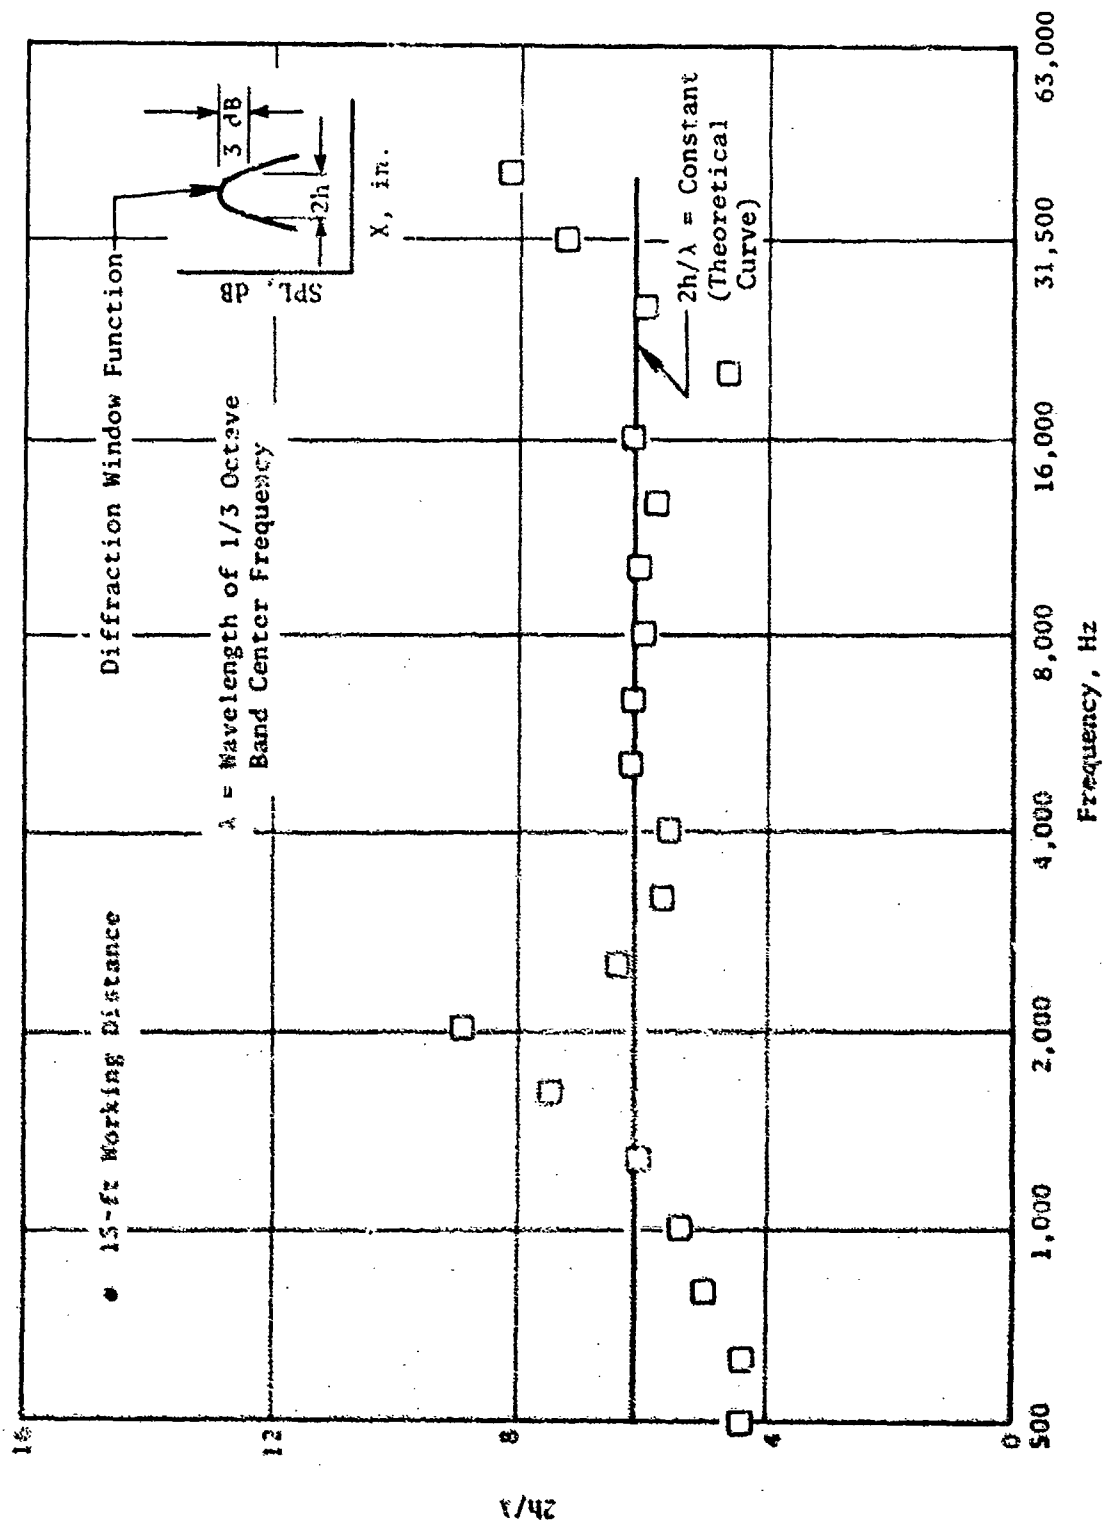 • 15-ft Working Distance
Diffraction Window Function
λ = Wavelength of 1/3 Octave
Band Center Frequency
SPL, dB
3 dB
2h
X, in.
2h/λ = Constant
(Theoretical
Curve)
2h/λ
16
12
8
4
0
500
1,000
2,000
4,000
8,000
16,000
31,500
63,000
Frequency, Hz